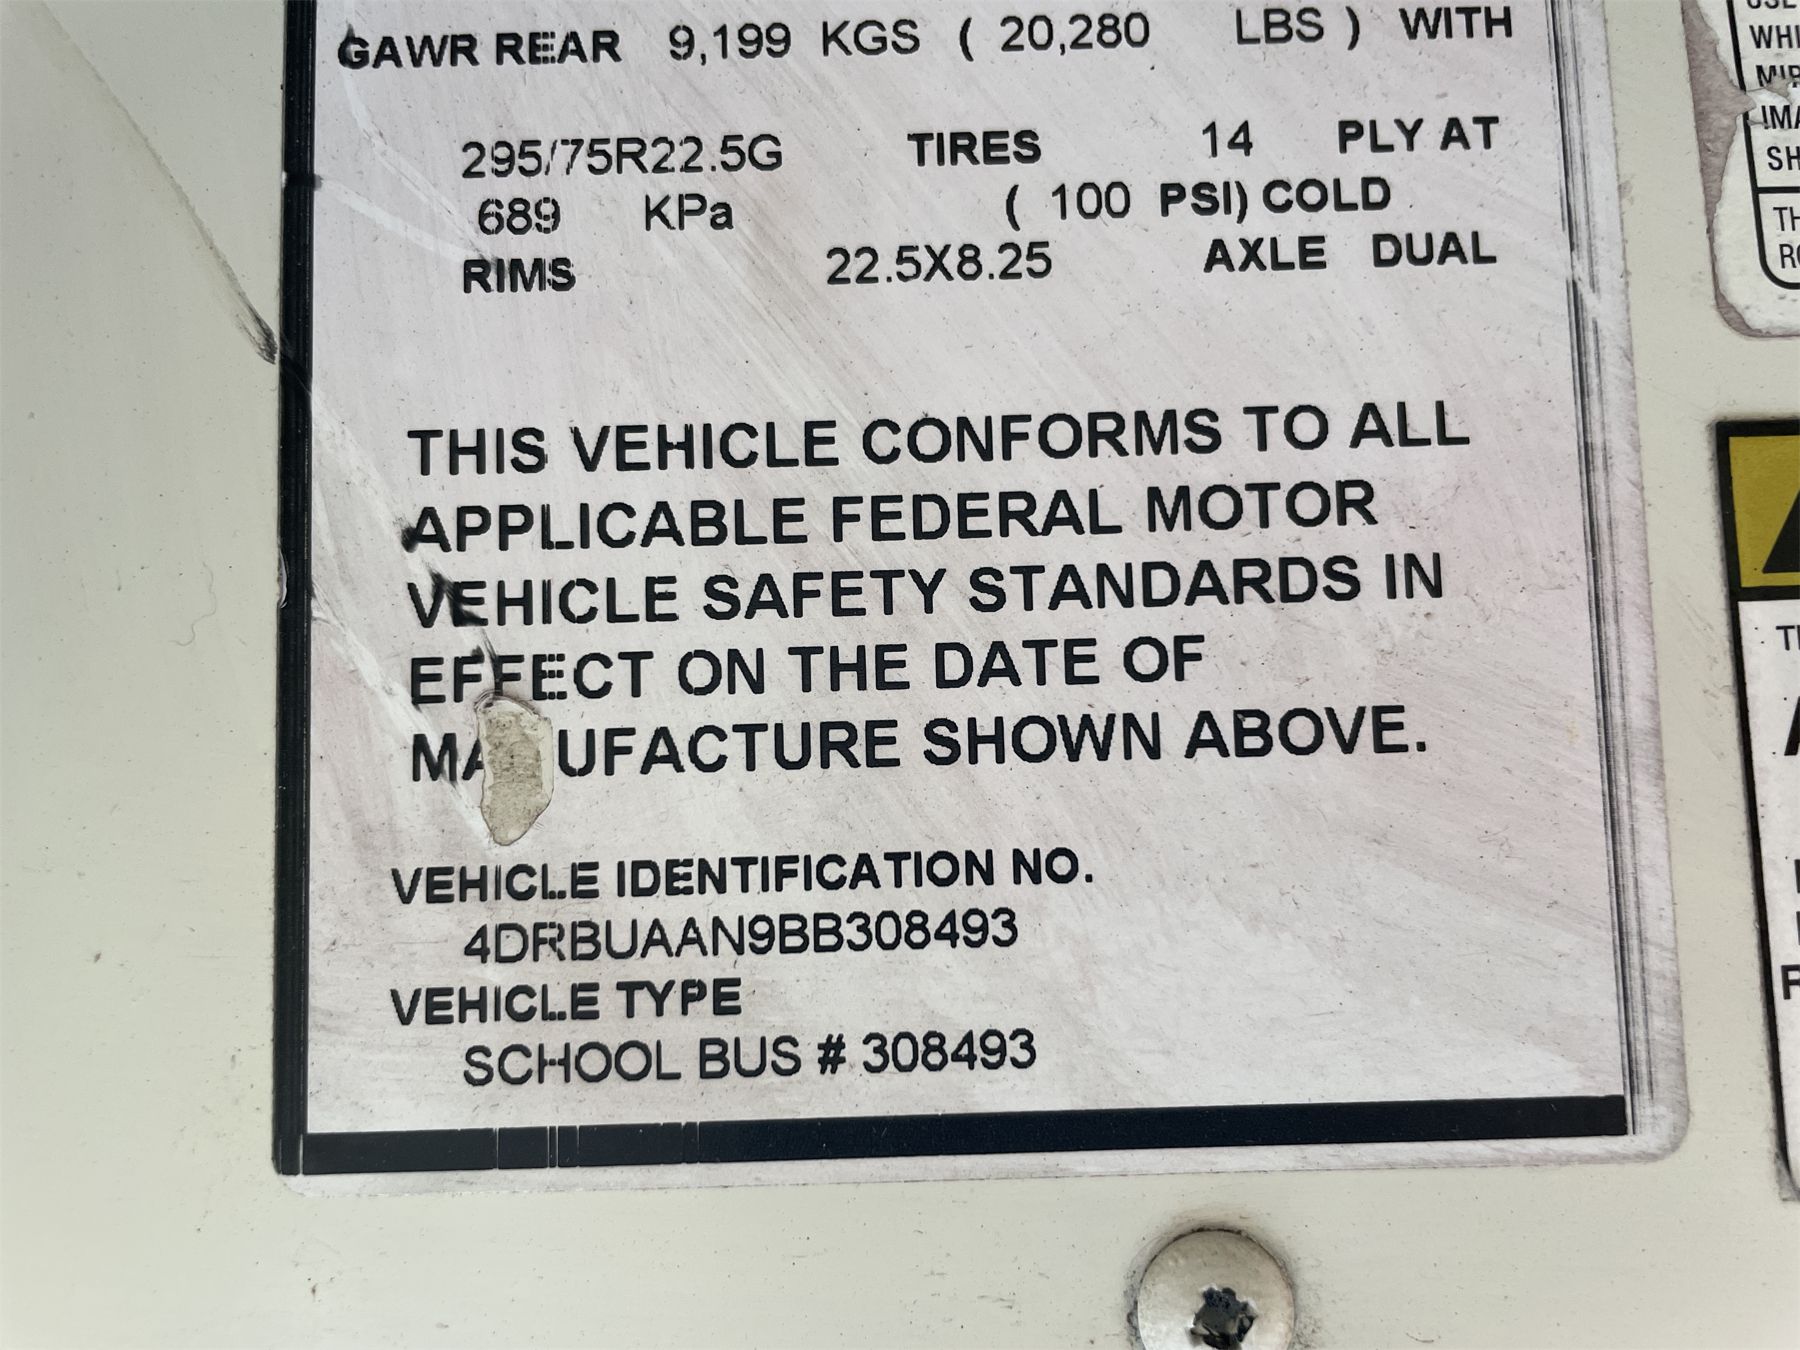 GAWR REAR 9,199 KGS ( 20,280 LBS ) WITH
295/75R22.5G TIRES 14 PLY AT
689 KPa ( 100 PSI) COLD
RIMS 22.5X8.25 AXLE DUAL
THIS VEHICLE CONFORMS TO ALL
APPLICABLE FEDERAL MOTOR
VEHICLE SAFETY STANDARDS IN
EFFECT ON THE DATE OF
MA UFACTURE SHOWN ABOVE.
VEHICLE IDENTIFICATION NO.
4DRBUAAN9BB308493
VEHICLE TYPE
SCHOOL BUS # 308493